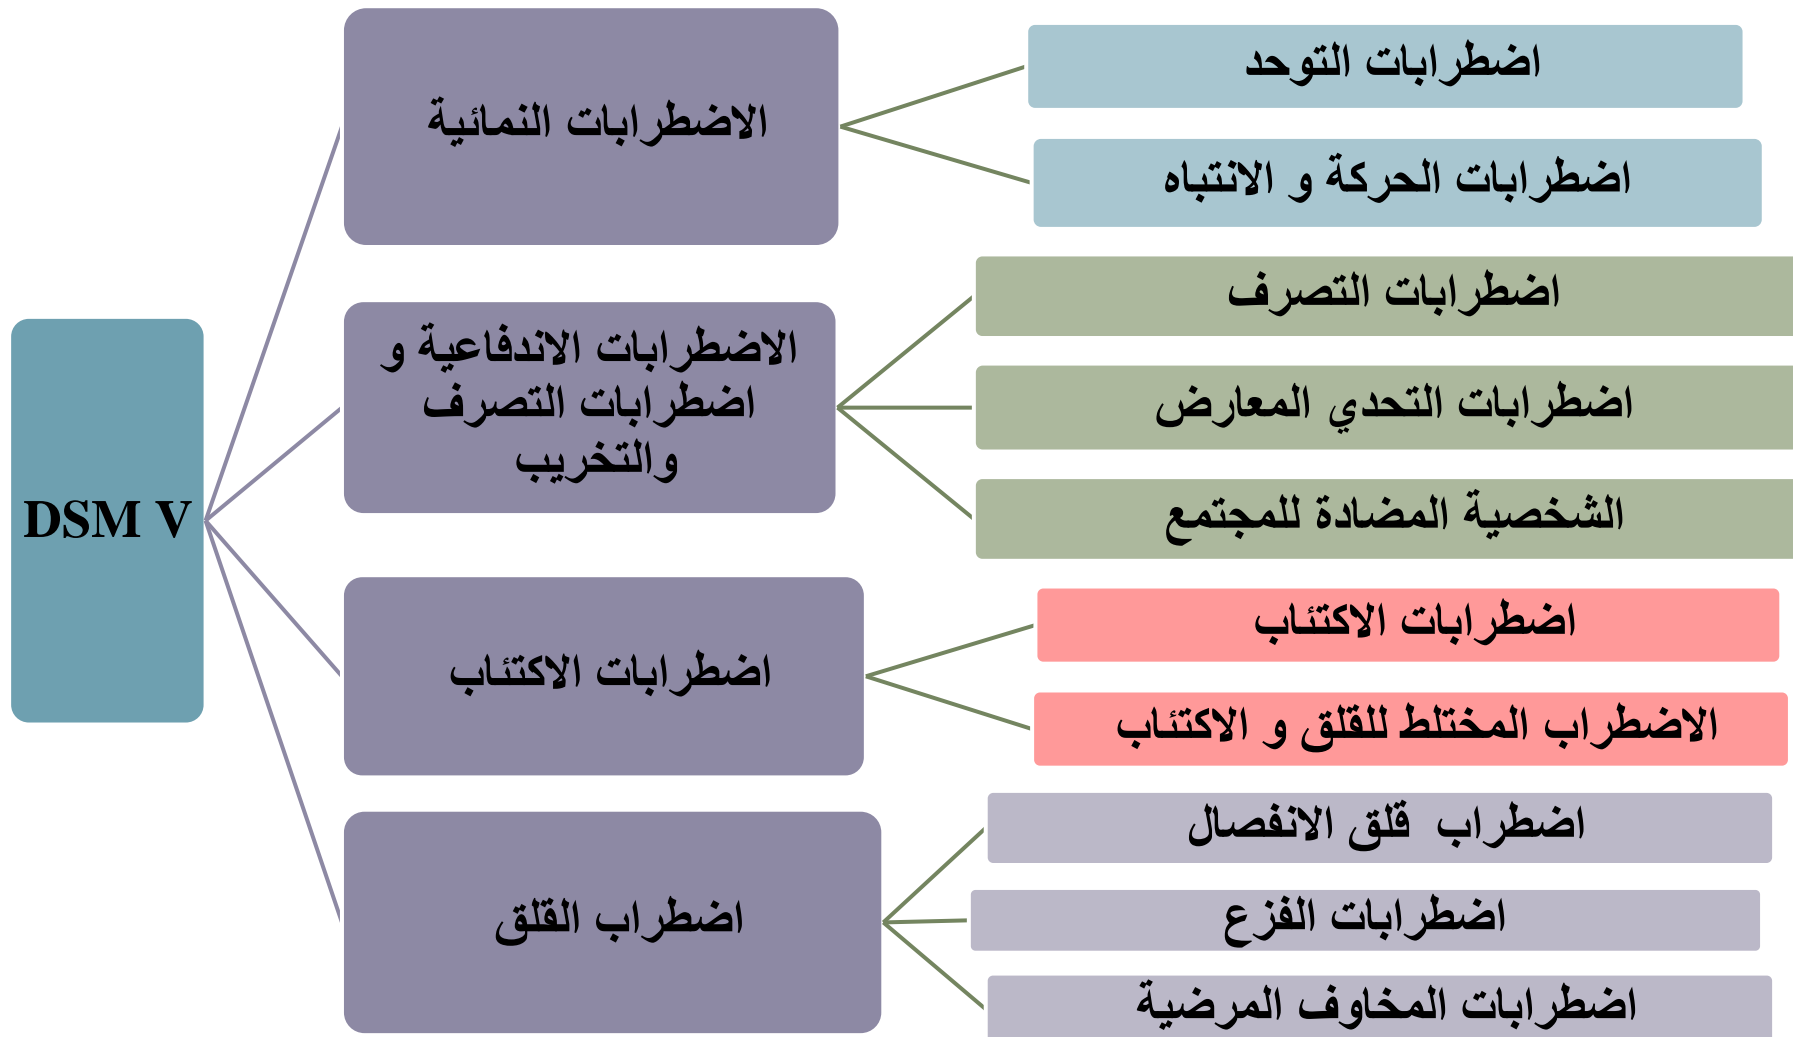 DSM V
الاضطرابات النمائية
اضطرابات التوحد
اضطرابات الحركة و الانتباه
الاضطرابات الاندفاعية و
اضطرابات التصرف
والتخريب
اضطرابات التصرف
اضطرابات التحدي المعارض
الشخصية المضادة للمجتمع
اضطرابات الاكتئاب
اضطرابات الاكتئاب
الاضطراب المختلط للقلق و الاكتئاب
اضطراب القلق
اضطراب قلق الانفصال
اضطرابات الفزع
اضطرابات المخاوف المرضية